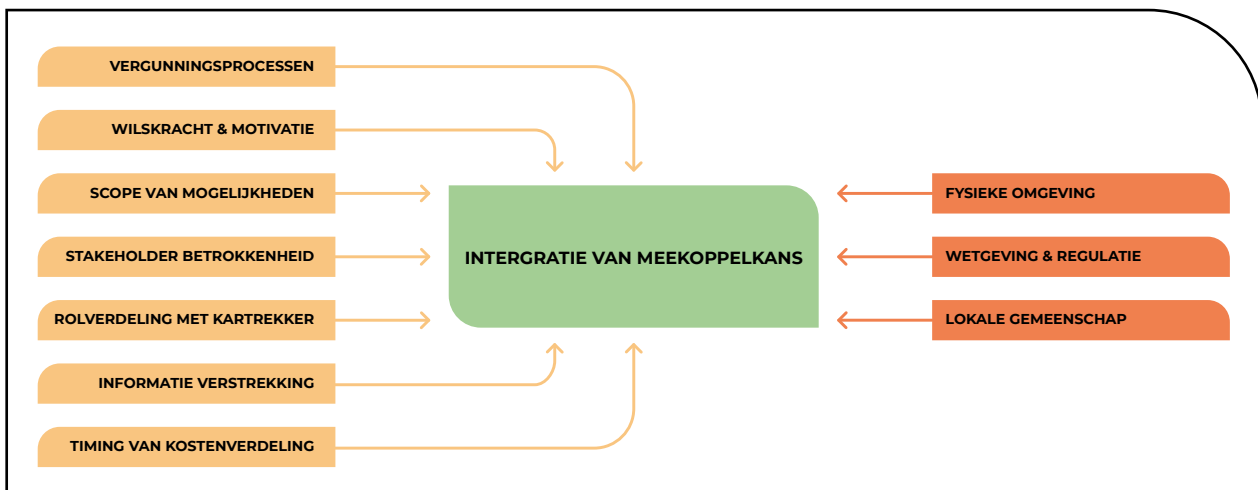 VERGUNNINGSPROCESSEN
WILSKRACHT & MOTIVATIE
SCOPE VAN MOGELIJKHEDEN
STAKEHOLDER BETROKKENHEID
ROLVERDELING MET KARTREKKER
INFORMATIE VERSTREKKING
TIMING VAN KOSTENVERDELING
INTERGRATIE VAN MEEKOPPELKANS
FYSIEKE OMGEVING
WETGEVING & REGULATIE
LOKALE GEMEENSCHAP